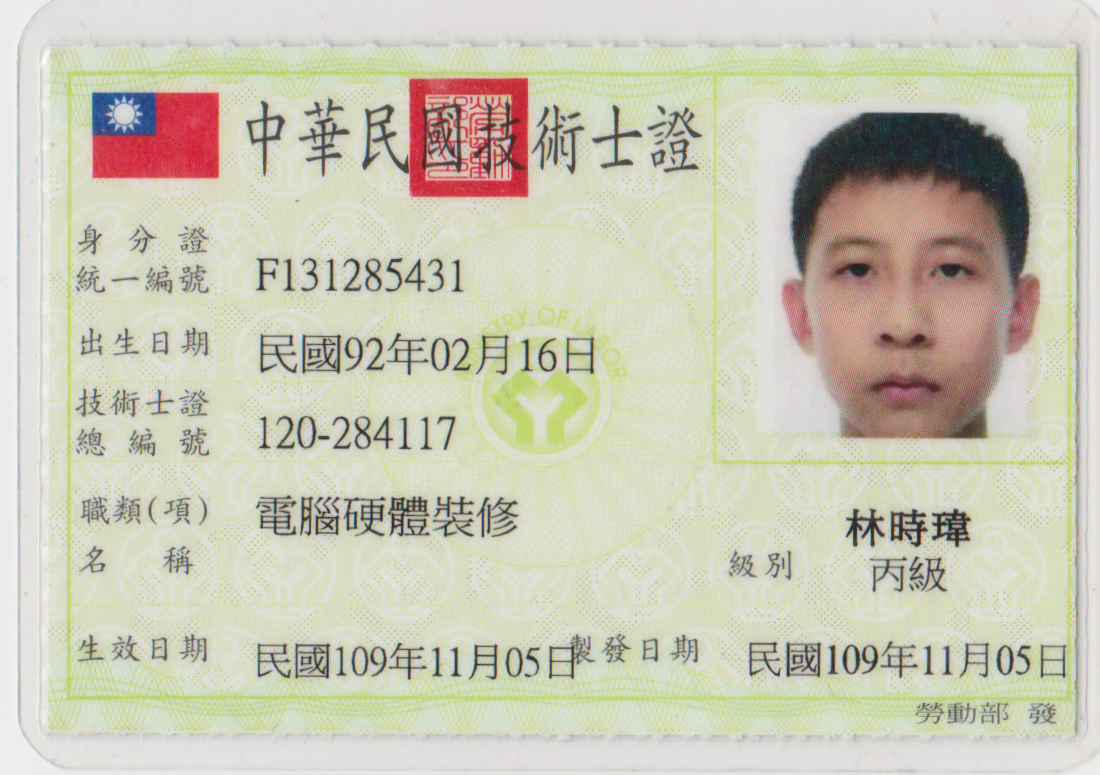 中華民國技術士證
身分證
統一編號 F131285431
出生日期 民國92年02月16日
技術士證
總編號 120-284117
職類(項)
名稱 電腦硬體裝修
林時瑋
級別 丙級
生效日期 民國109年11月05日 製發日期 民國109年11月05日
勞動部 發
MINISTRY OF LABOR